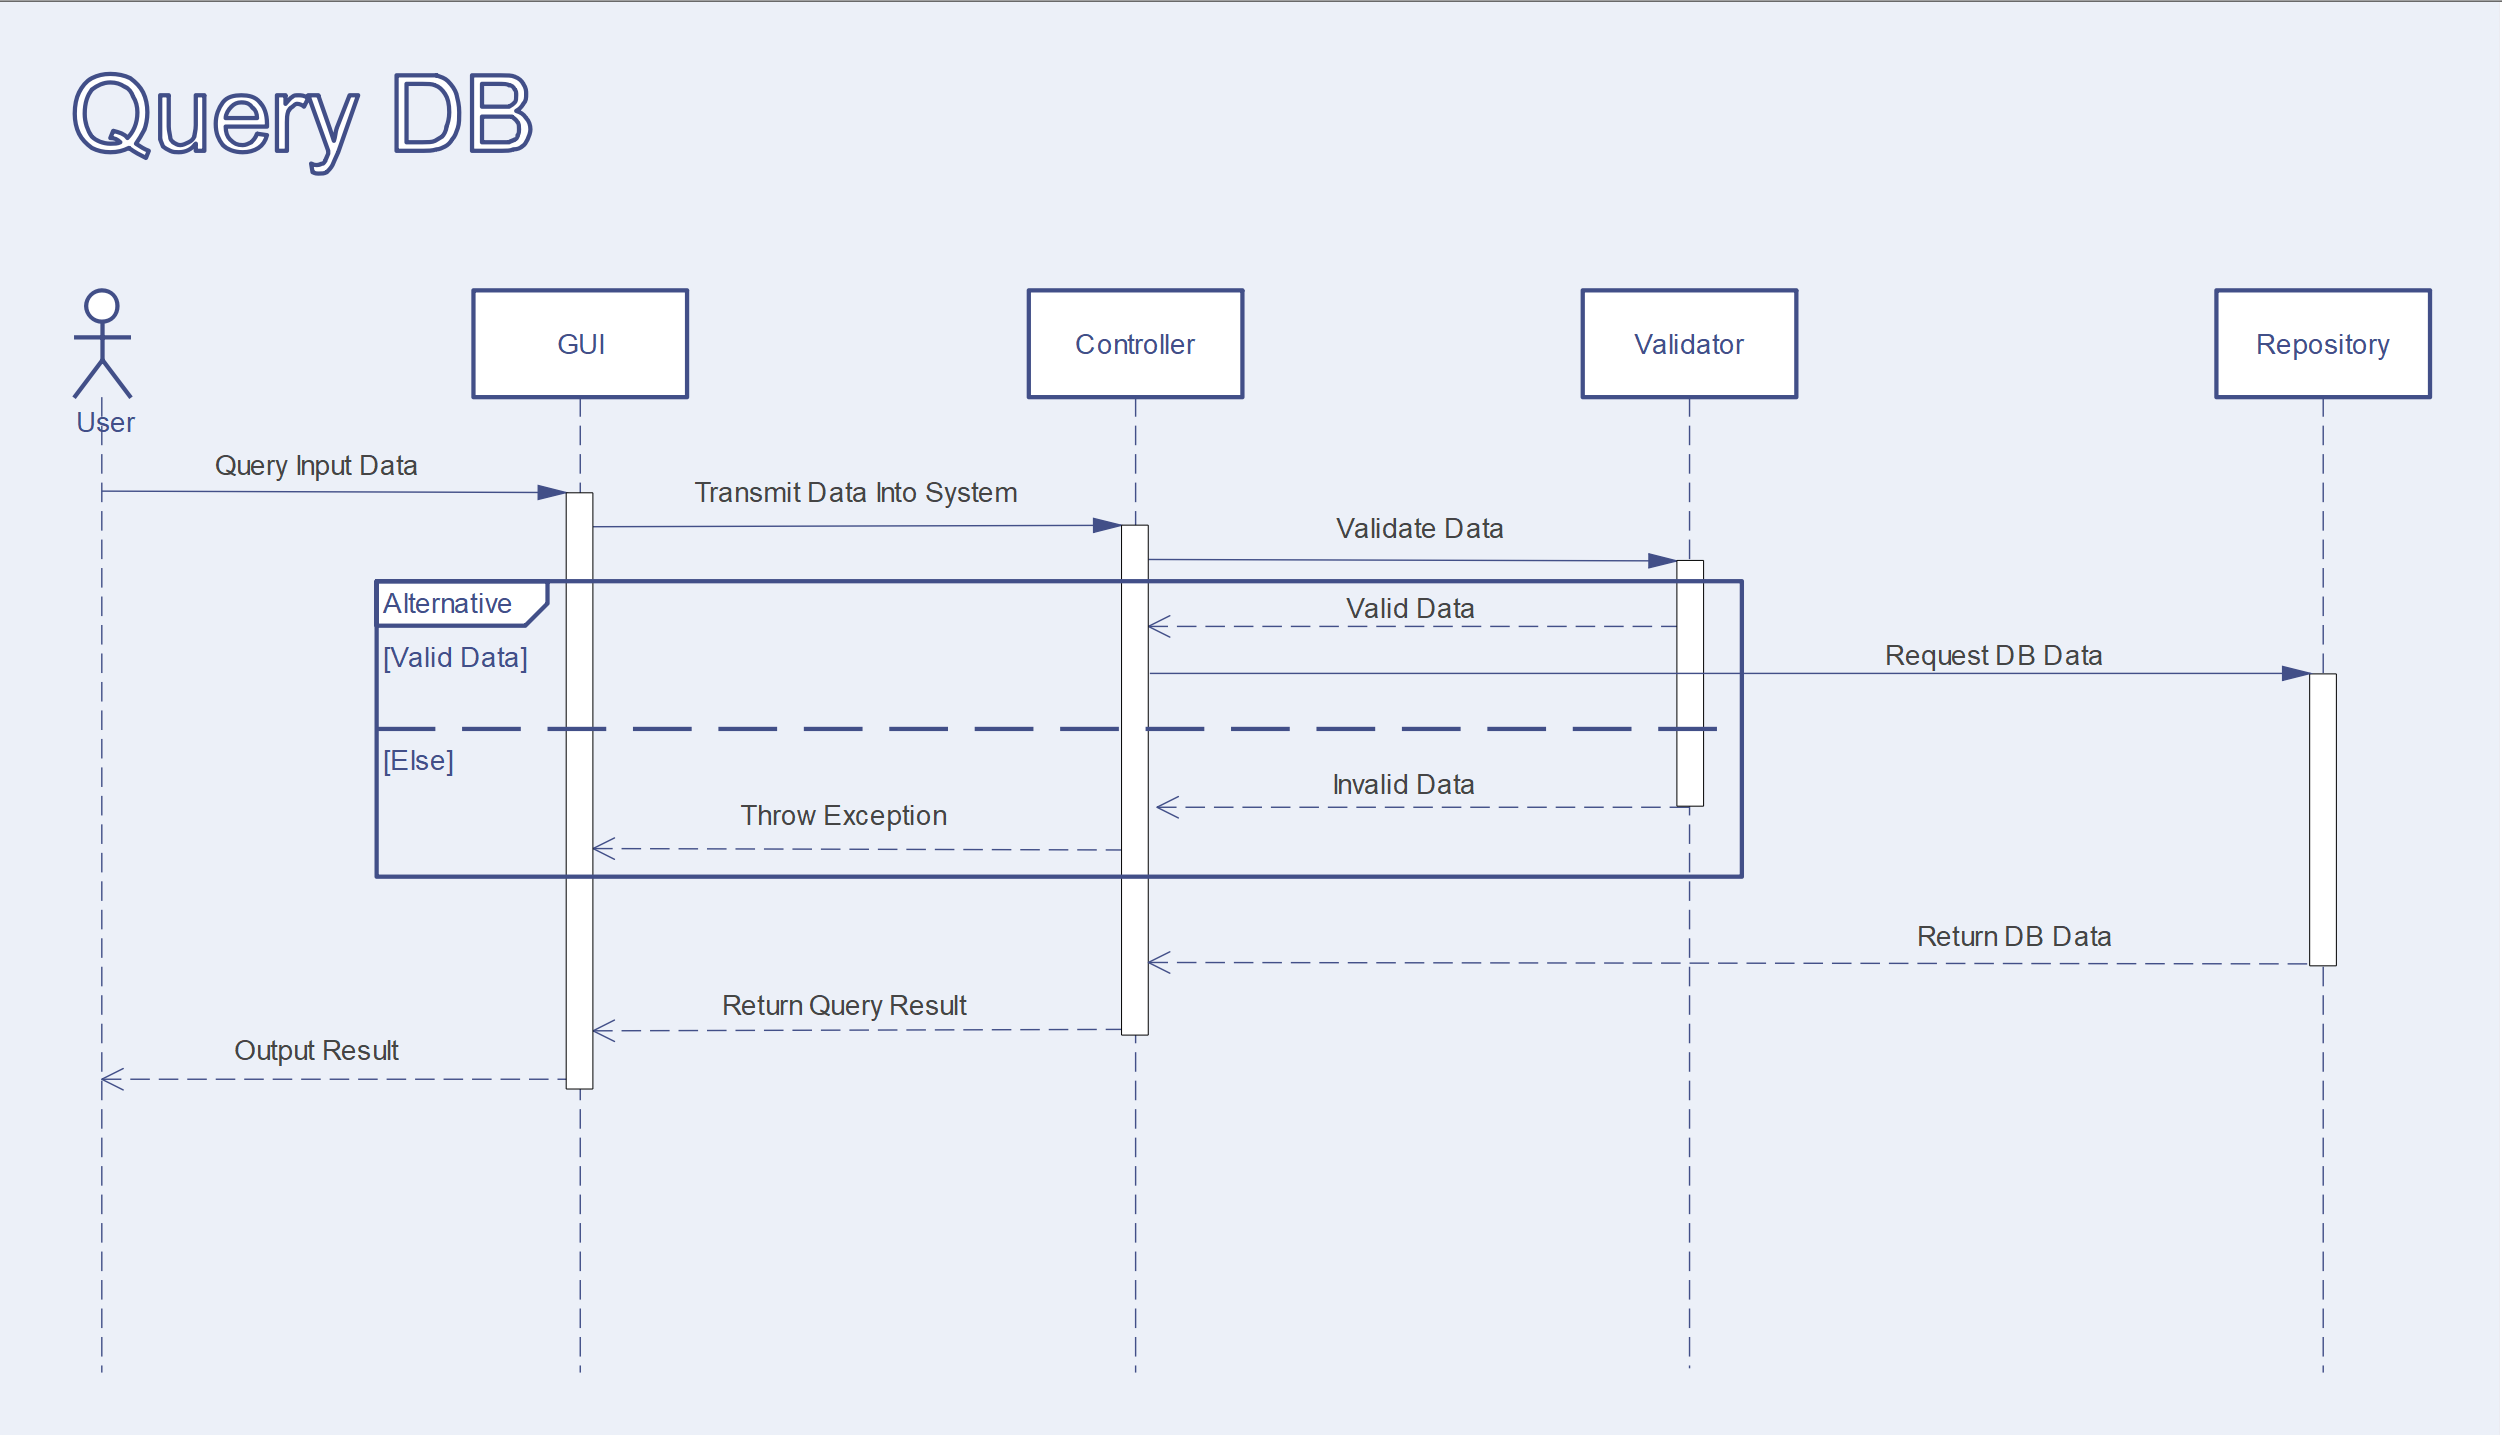 Query DB
User
GUI
Controller
Validator
Repository
Query Input Data
Transmit Data Into System
Validate Data
Alternative
Valid Data
[Valid Data]
Request DB Data
[Else]
Invalid Data
Throw Exception
Return DB Data
Return Query Result
Output Result